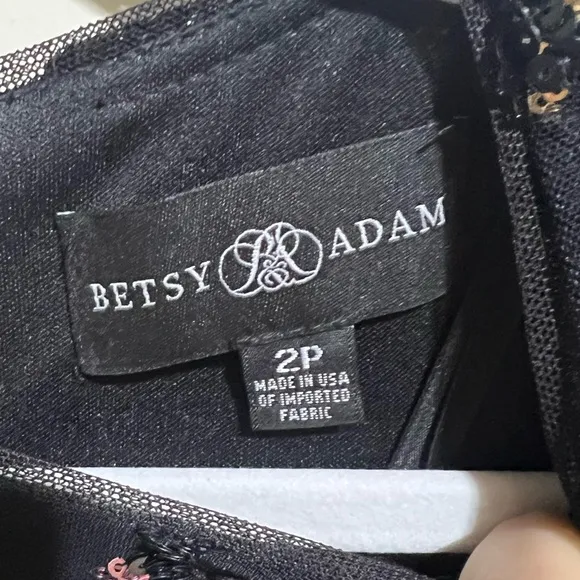 BETSY ADAM
2P
MADE IN USA
OF IMPORTED
FABRIC